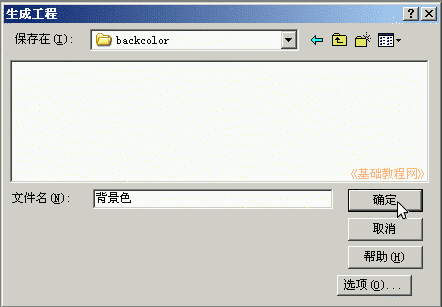 生成工程
保存在(I):
backcolor
《基础教程网》
文件名(N):
背景色
确定
取消
帮助(H)
选项(O)...